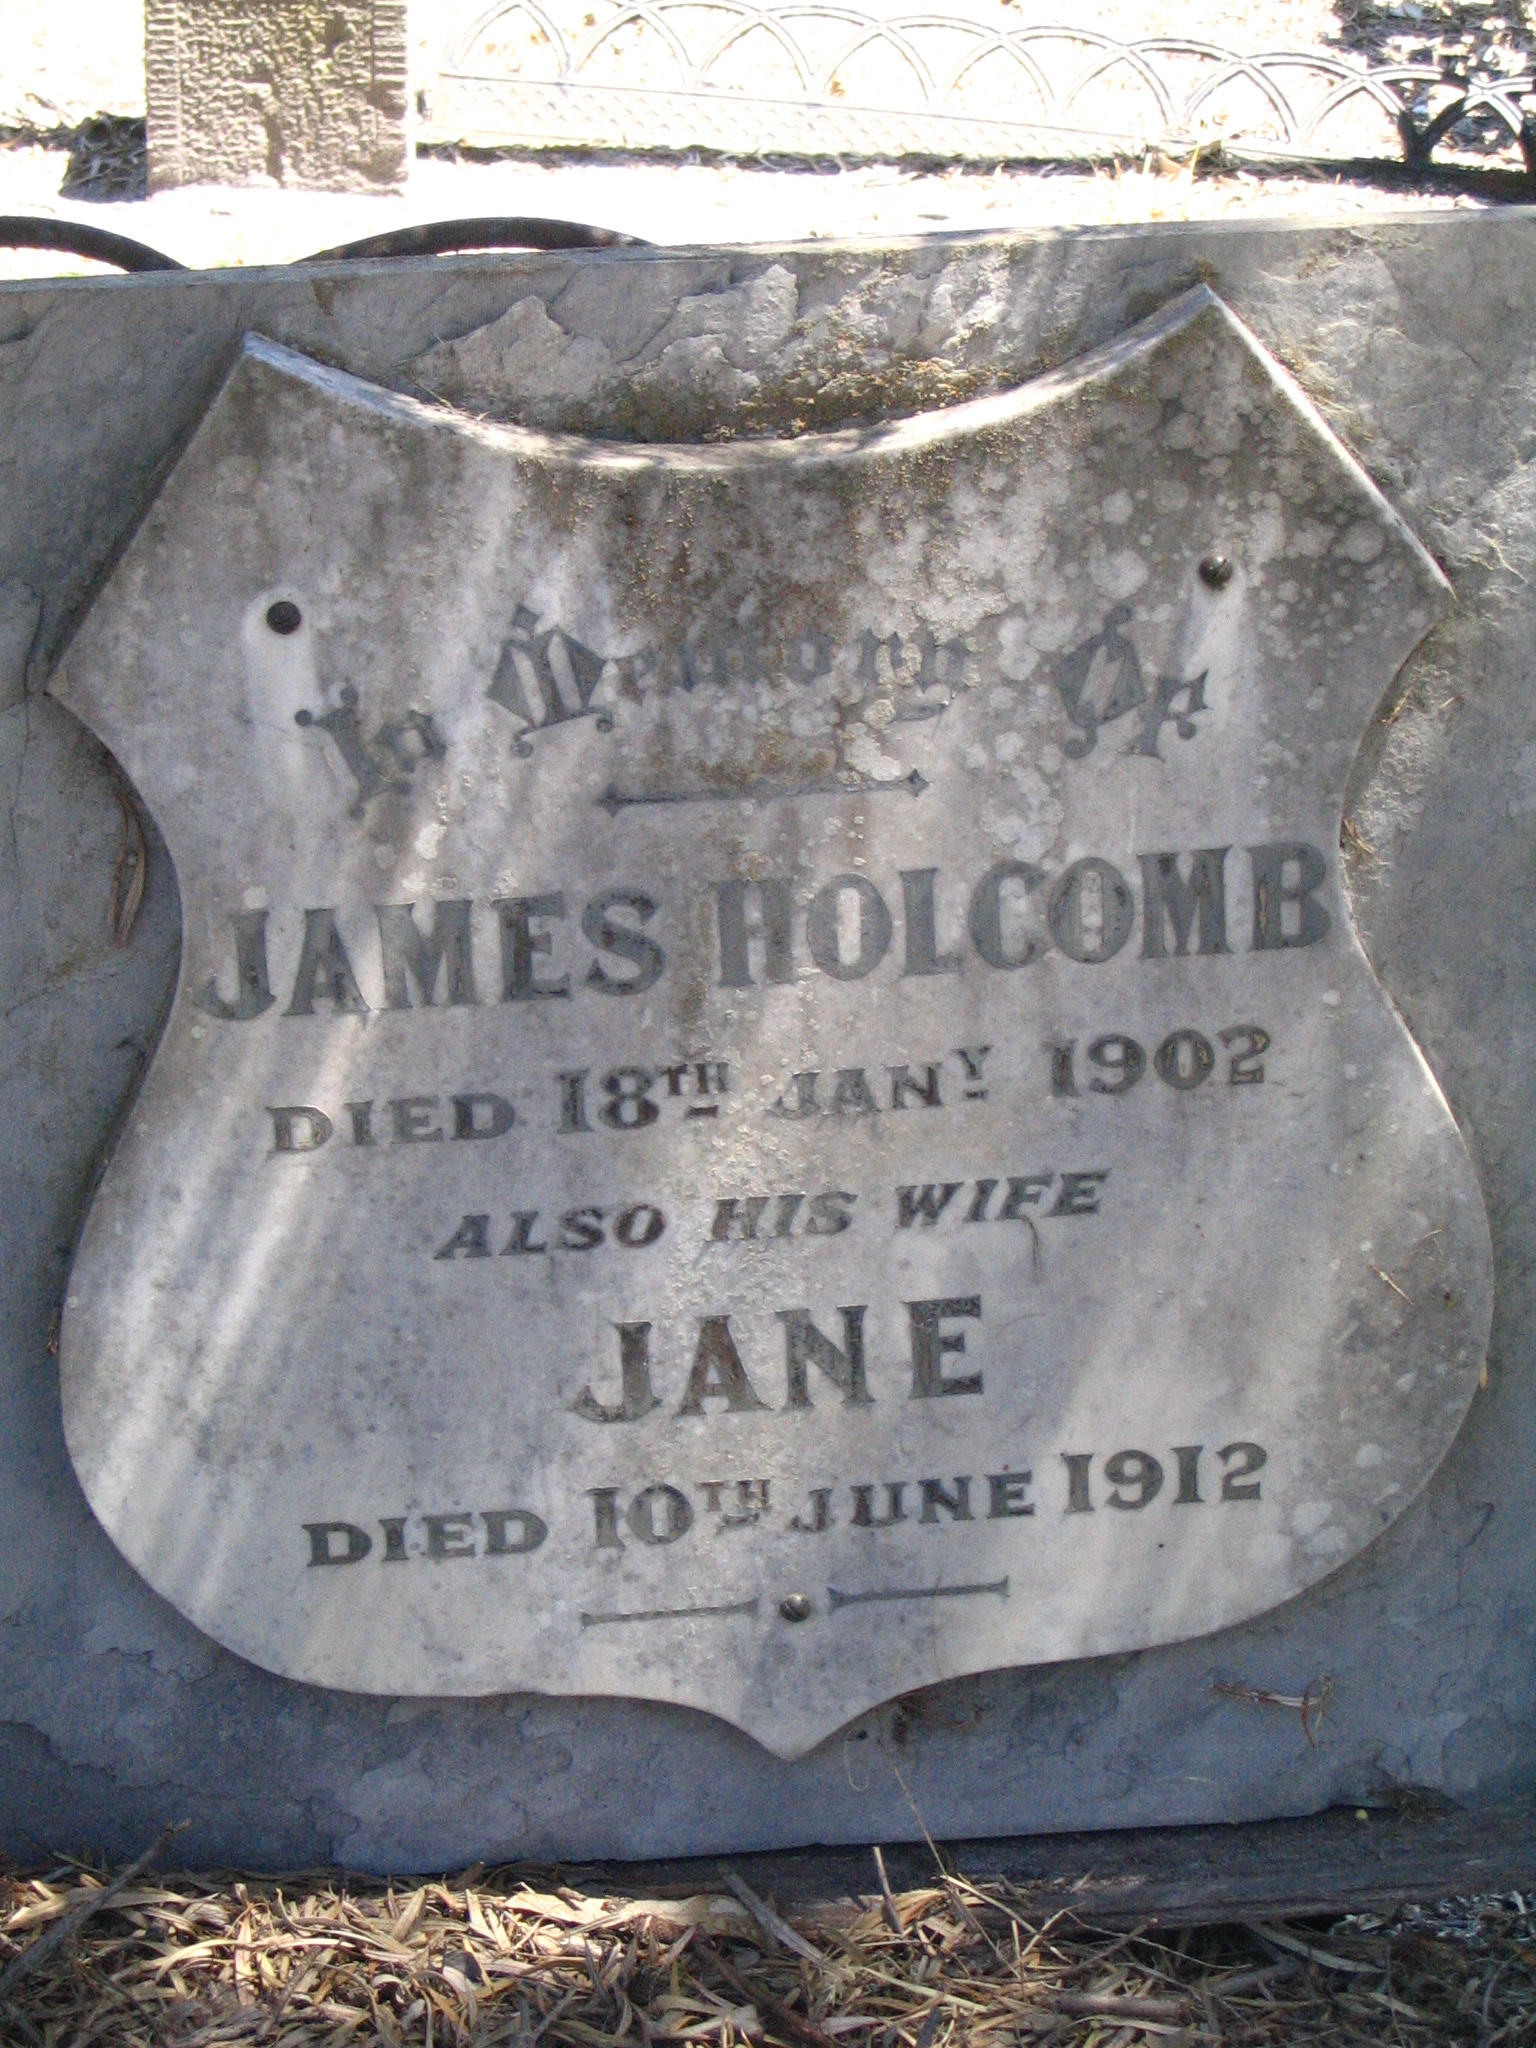 In Memory Of
JAMES HOLCOMB
DIED 18TH JANY 1902
ALSO HIS WIFE
JANE
DIED 10TH JUNE 1912